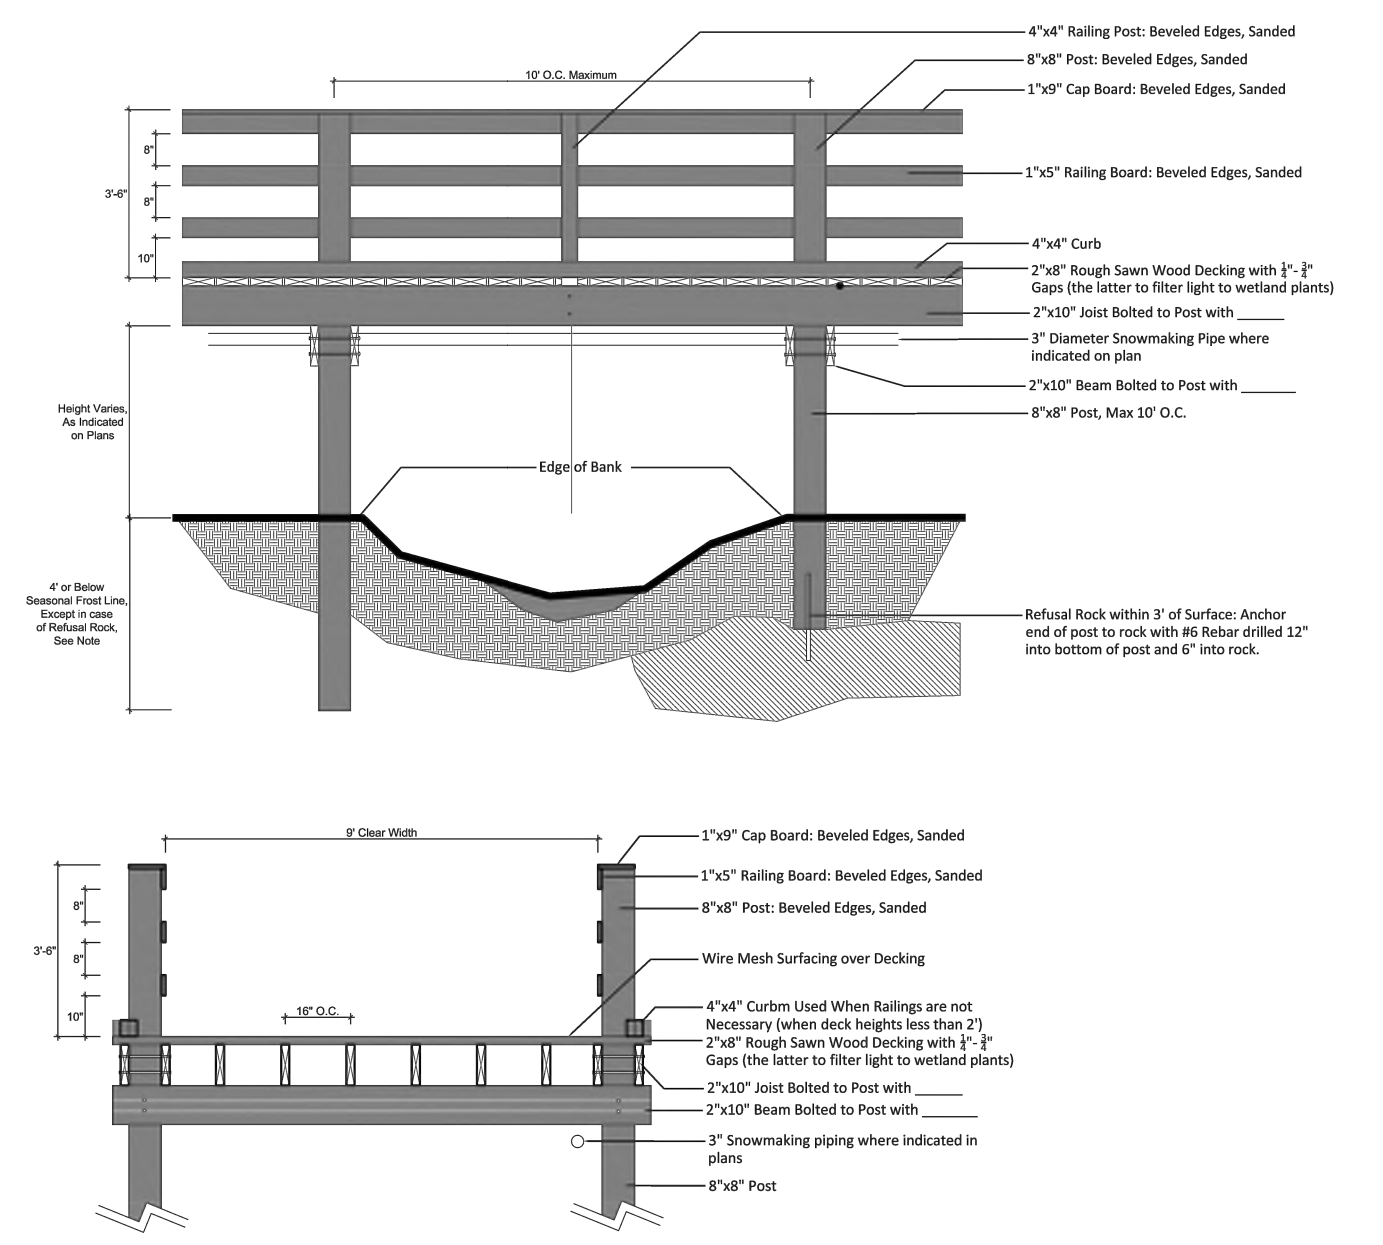 4"x4" Railing Post: Beveled Edges, Sanded
8"x8" Post: Beveled Edges, Sanded
10' O.C. Maximum
1"x9" Cap Board: Beveled Edges, Sanded
8"
1"x5" Railing Board: Beveled Edges, Sanded
3'-6"
8"
4"x4" Curb
10"
2"x8" Rough Sawn Wood Decking with 1/4"- 3/4"
Gaps (the latter to filter light to wetland plants)
2"x10" Joist Bolted to Post with ______
3" Diameter Snowmaking Pipe where
indicated on plan
2"x10" Beam Bolted to Post with _______
Height Varies,
As Indicated
on Plans
8"x8" Post, Max 10' O.C.
Edge of Bank
4' or Below
Seasonal Frost Line,
Except in case
of Refusal Rock,
See Note
Refusal Rock within 3' of Surface: Anchor
end of post to rock with #6 Rebar drilled 12"
into bottom of post and 6" into rock.
9' Clear Width
1"x9" Cap Board: Beveled Edges, Sanded
1"x5" Railing Board: Beveled Edges, Sanded
8"
8"x8" Post: Beveled Edges, Sanded
3'-6"
8"
Wire Mesh Surfacing over Decking
10"
16" O.C.
4"x4" Curbm Used When Railings are not
Necessary (when deck heights less than 2')
2"x8" Rough Sawn Wood Decking with 1/4"- 3/4"
Gaps (the latter to filter light to wetland plants)
2"x10" Joist Bolted to Post with ______
2"x10" Beam Bolted to Post with _______
3" Snowmaking piping where indicated in
plans
8"x8" Post